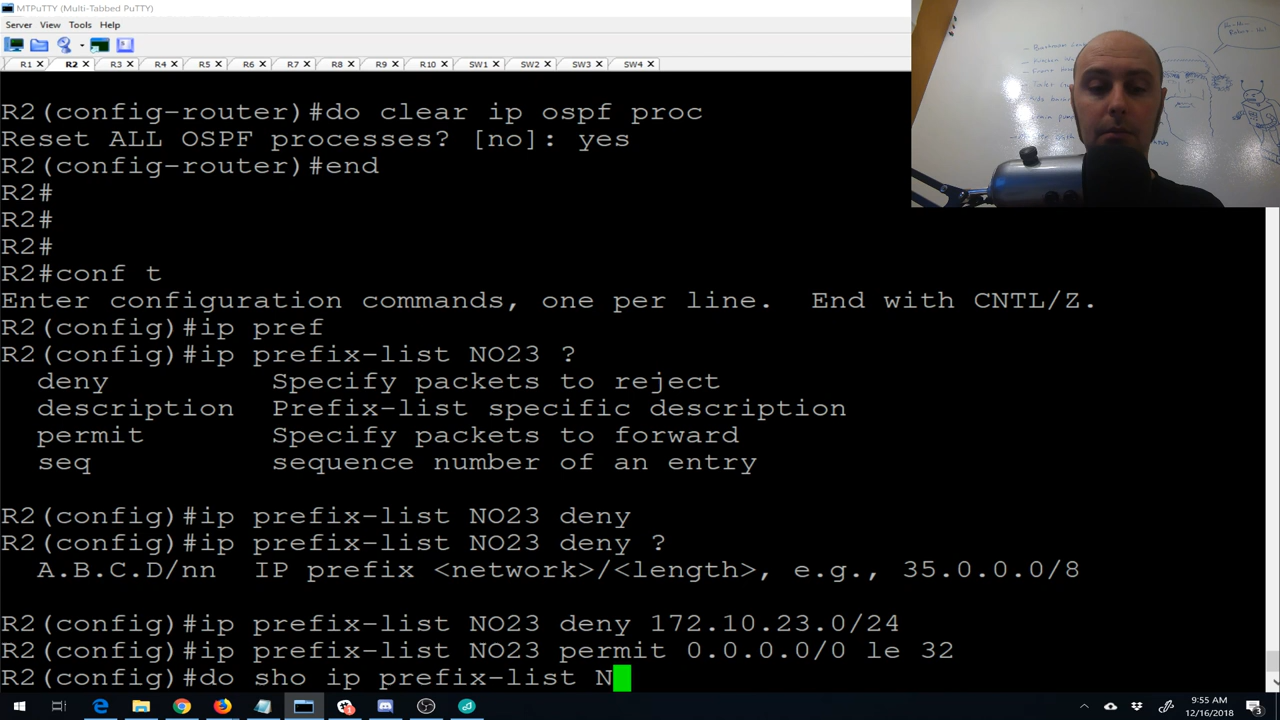 MTPuTTY (Multi-Tabbed PuTTY)
Server View Tools Help
R1 R2 R3 R4 R5 R6 R7 R8 R9 R10 SW1 SW2 SW3 SW4
R2(config-router)#do clear ip ospf proc
Reset ALL OSPF processes? [no]: yes
R2(config-router)#end
R2#
R2#
R2#
R2#conf t
Enter configuration commands, one per line.  End with CNTL/Z.
R2(config)#ip pref
R2(config)#ip prefix-list NO23 ?
deny Specify packets to reject
description Prefix-list specific description
permit Specify packets to forward
seq sequence number of an entry
R2(config)#ip prefix-list NO23 deny
R2(config)#ip prefix-list NO23 deny ?
A.B.C.D/nn IP prefix <network>/<length>, e.g., 35.0.0.0/8
R2(config)#ip prefix-list NO23 deny 172.10.23.0/24
R2(config)#ip prefix-list NO23 permit 0.0.0.0/0 le 32
R2(config)#do sho ip prefix-list N
9:55 AM
12/16/2018
3